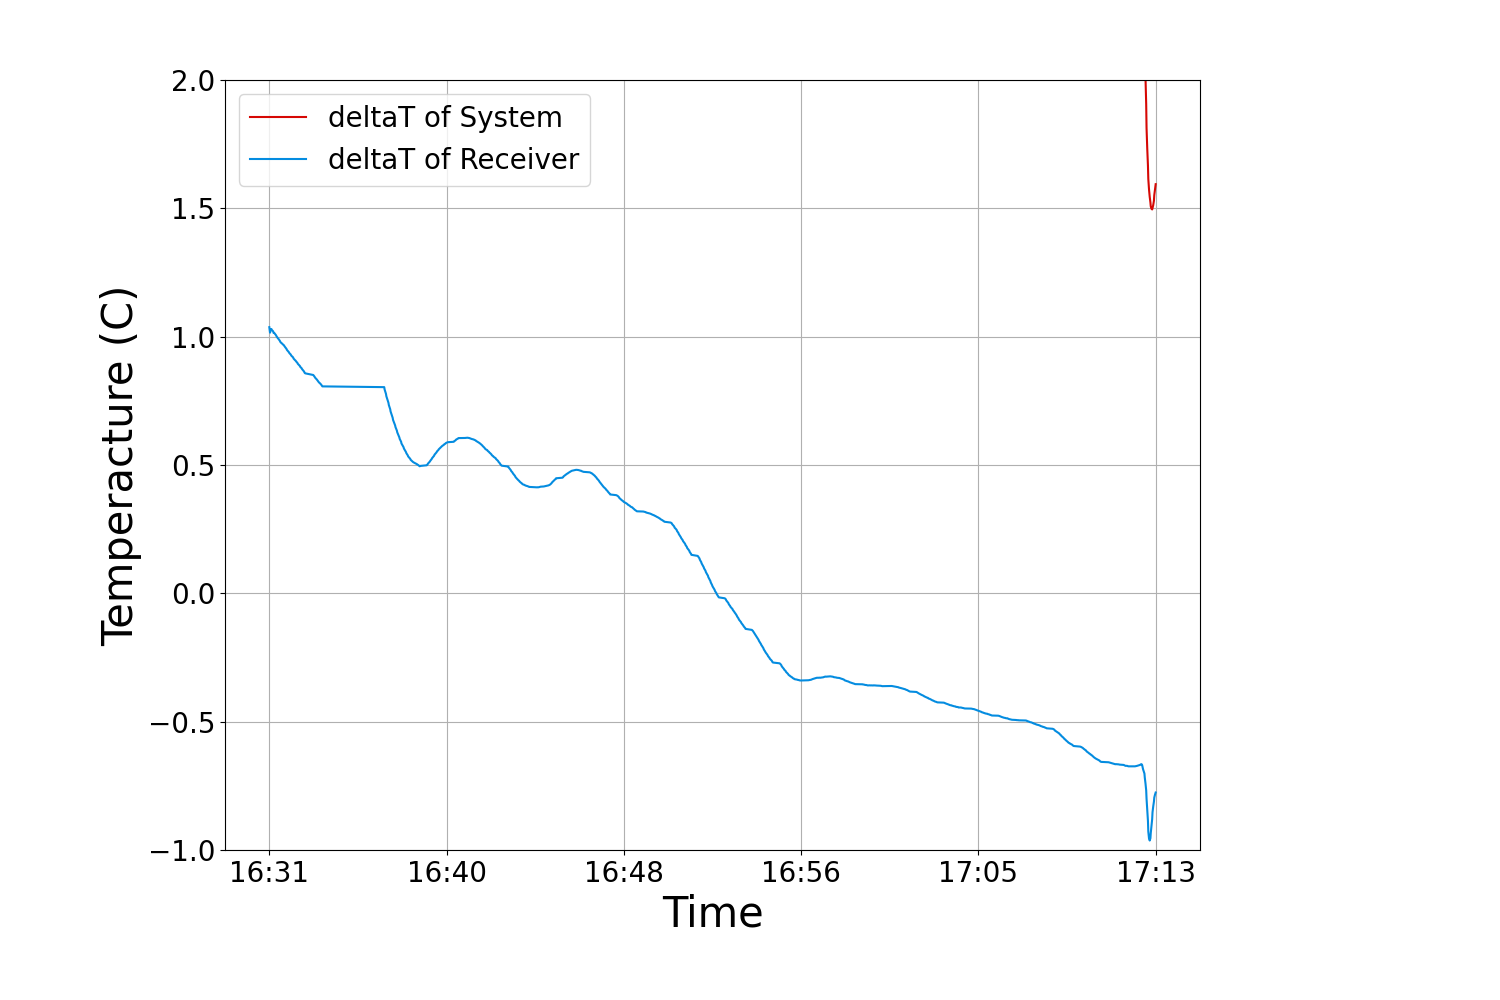 deltaT of System
deltaT of Receiver
2.0
1.5
1.0
0.5
0.0
−0.5
−1.0
Temperacture (C)
16:31 16:40 16:48 16:56 17:05 17:13
Time